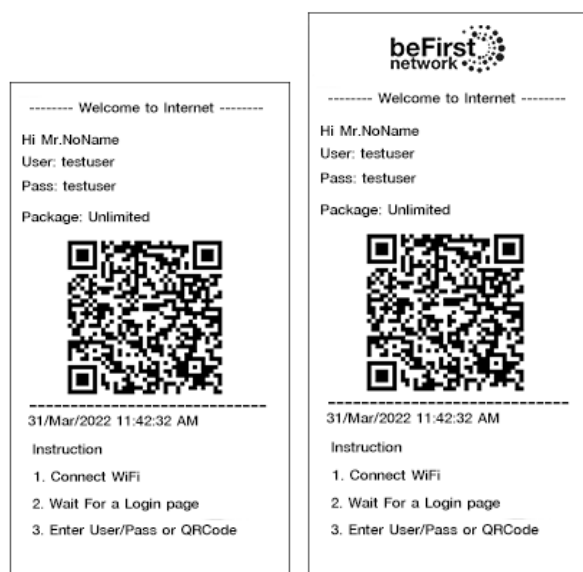 -------- Welcome to Internet --------
Hi Mr.NoName
User: testuser
Pass: testuser
Package: Unlimited
--------------------------------
31/Mar/2022 11:42:32 AM
Instruction
1. Connect WiFi
2. Wait For a Login page
3. Enter User/Pass or QRCode
beFirst
network
-------- Welcome to Internet --------
Hi Mr.NoName
User: testuser
Pass: testuser
Package: Unlimited
--------------------------------
31/Mar/2022 11:42:32 AM
Instruction
1. Connect WiFi
2. Wait For a Login page
3. Enter User/Pass or QRCode